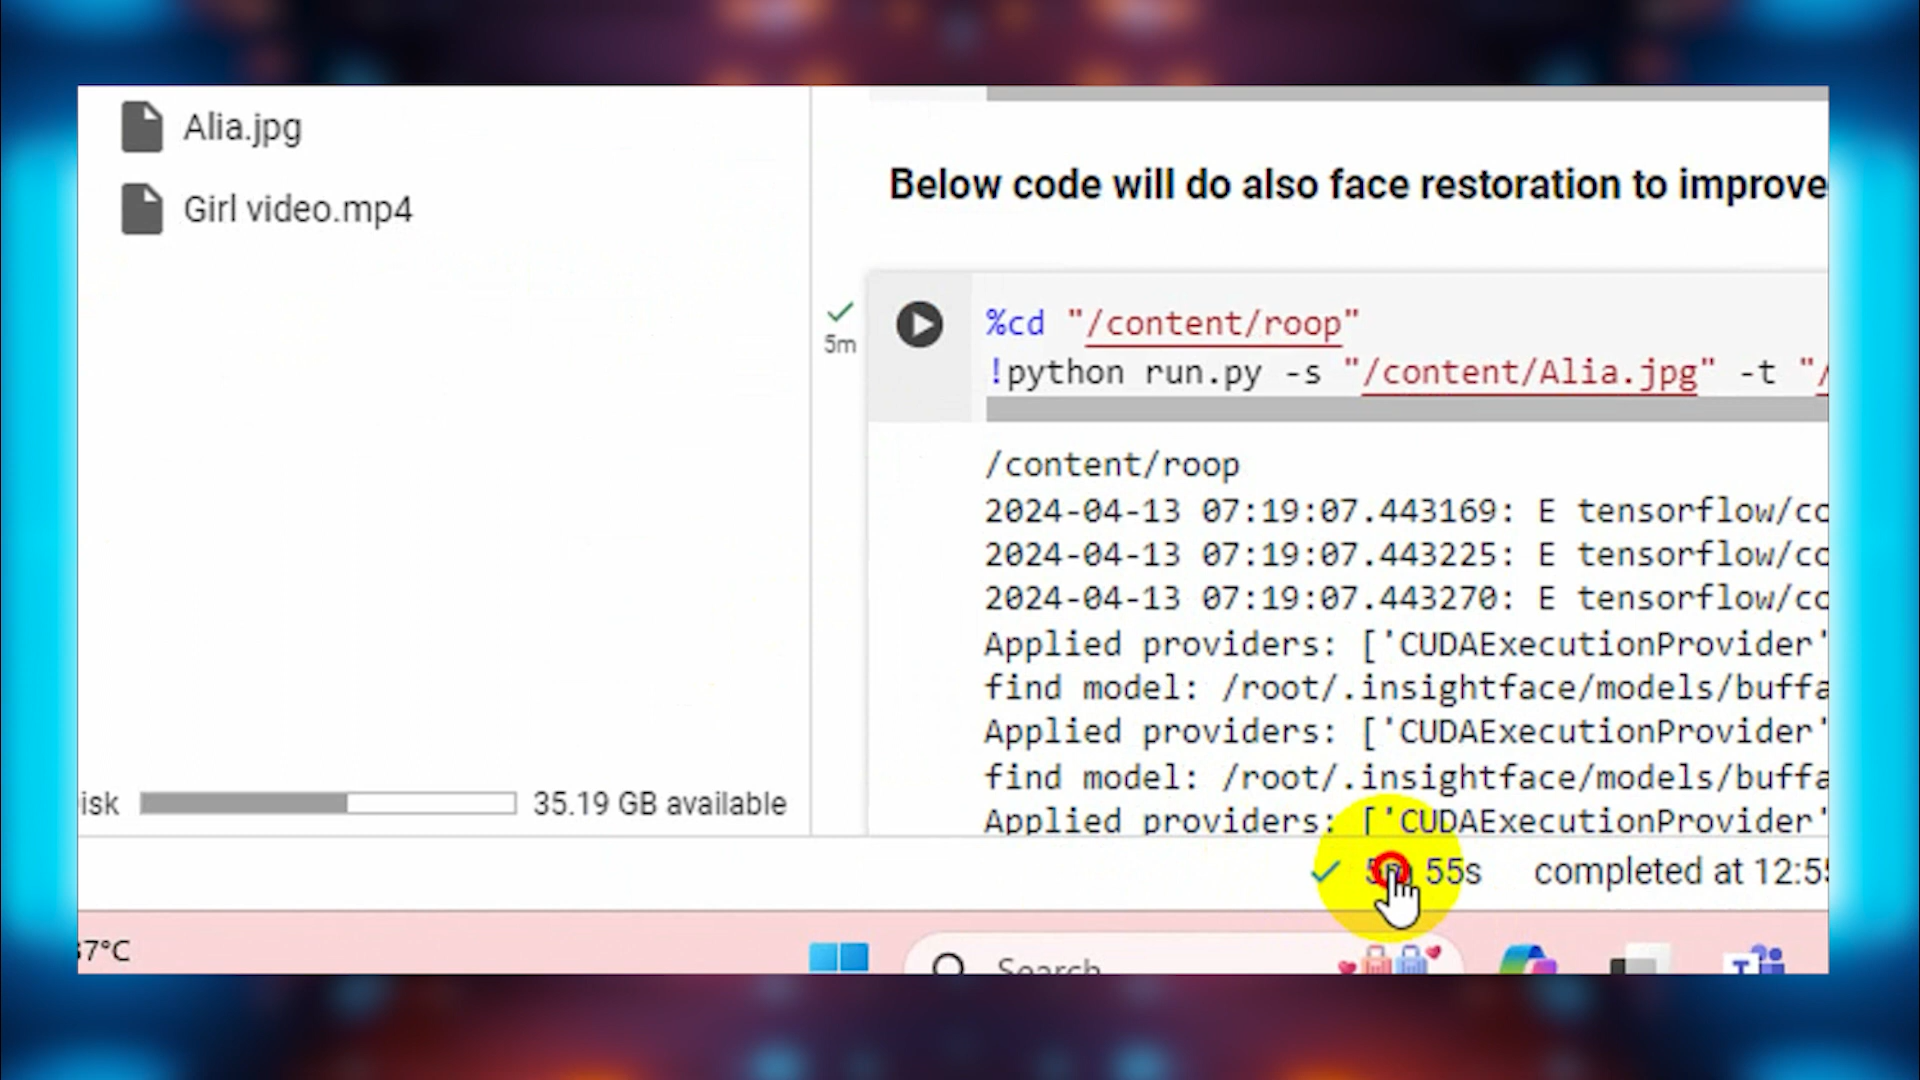 Alia.jpg
Girl video.mp4
isk
35.19 GB available
Below code will do also face restoration to improve
5m
%cd "/content/roop"
!python run.py -s "/content/Alia.jpg" -t "/
/content/roop
2024-04-13 07:19:07.443169: E tensorflow/co
2024-04-13 07:19:07.443225: E tensorflow/co
2024-04-13 07:19:07.443270: E tensorflow/co
Applied providers: ['CUDAExecutionProvider'
find model: /root/.insightface/models/buffa
Applied providers: ['CUDAExecutionProvider'
find model: /root/.insightface/models/buffa
Applied providers: ['CUDAExecutionProvider'
5m 55s completed at 12:55
37°C
Search